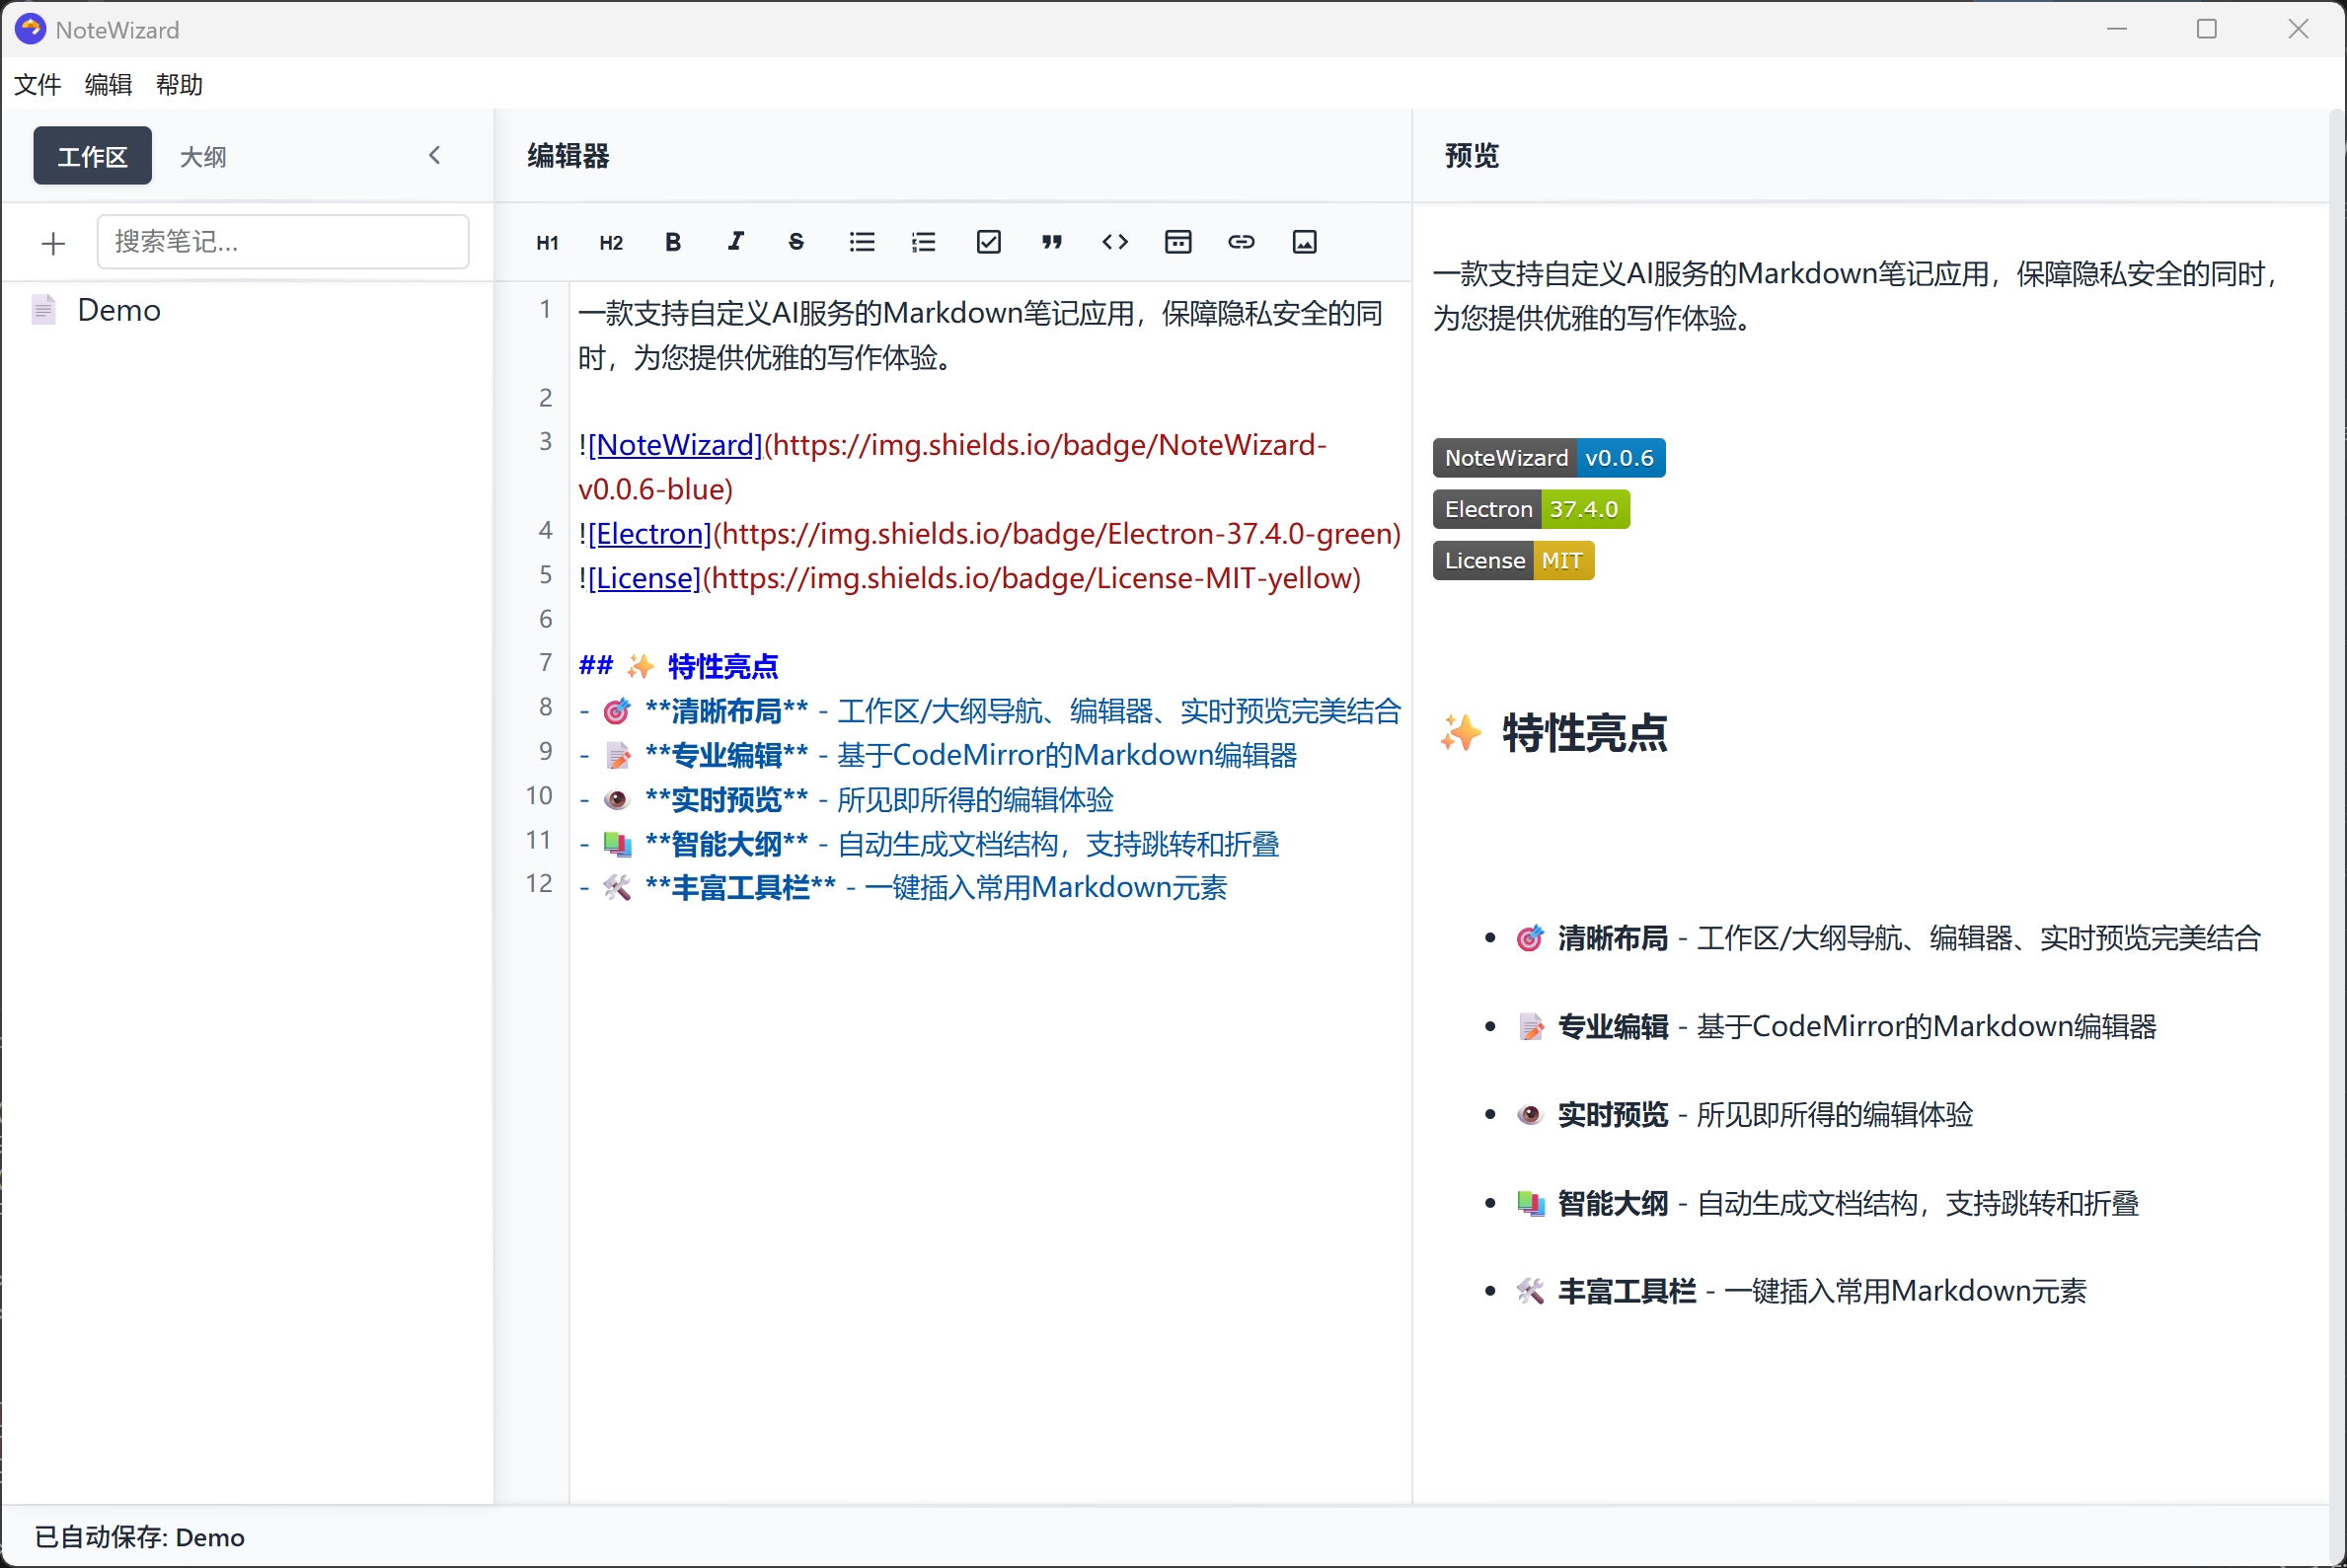 NoteWizard
文件 编辑 帮助
工作区 大纲
搜索笔记...
Demo
编辑器
H1 H2 B I S
1 一款支持自定义AI服务的Markdown笔记应用，保障隐私安全的同
时，为您提供优雅的写作体验。
2
3 ![NoteWizard](https://img.shields.io/badge/NoteWizard-
v0.0.6-blue)
4 ![Electron](https://img.shields.io/badge/Electron-37.4.0-green)
5 ![License](https://img.shields.io/badge/License-MIT-yellow)
6
7 ## ✨ 特性亮点
8 - 🎯 **清晰布局** - 工作区/大纲导航、编辑器、实时预览完美结合
9 - 📝 **专业编辑** - 基于CodeMirror的Markdown编辑器
10 - 👁️ **实时预览** - 所见即所得的编辑体验
11 - 📚 **智能大纲** - 自动生成文档结构，支持跳转和折叠
12 - 🛠️ **丰富工具栏** - 一键插入常用Markdown元素
预览
一款支持自定义AI服务的Markdown笔记应用，保障隐私安全的同时，
为您提供优雅的写作体验。
NoteWizard v0.0.6
Electron 37.4.0
License MIT
✨ 特性亮点
• 🎯 清晰布局 - 工作区/大纲导航、编辑器、实时预览完美结合
• 📝 专业编辑 - 基于CodeMirror的Markdown编辑器
• 👁️ 实时预览 - 所见即所得的编辑体验
• 📚 智能大纲 - 自动生成文档结构，支持跳转和折叠
• 🛠️ 丰富工具栏 - 一键插入常用Markdown元素
已自动保存: Demo